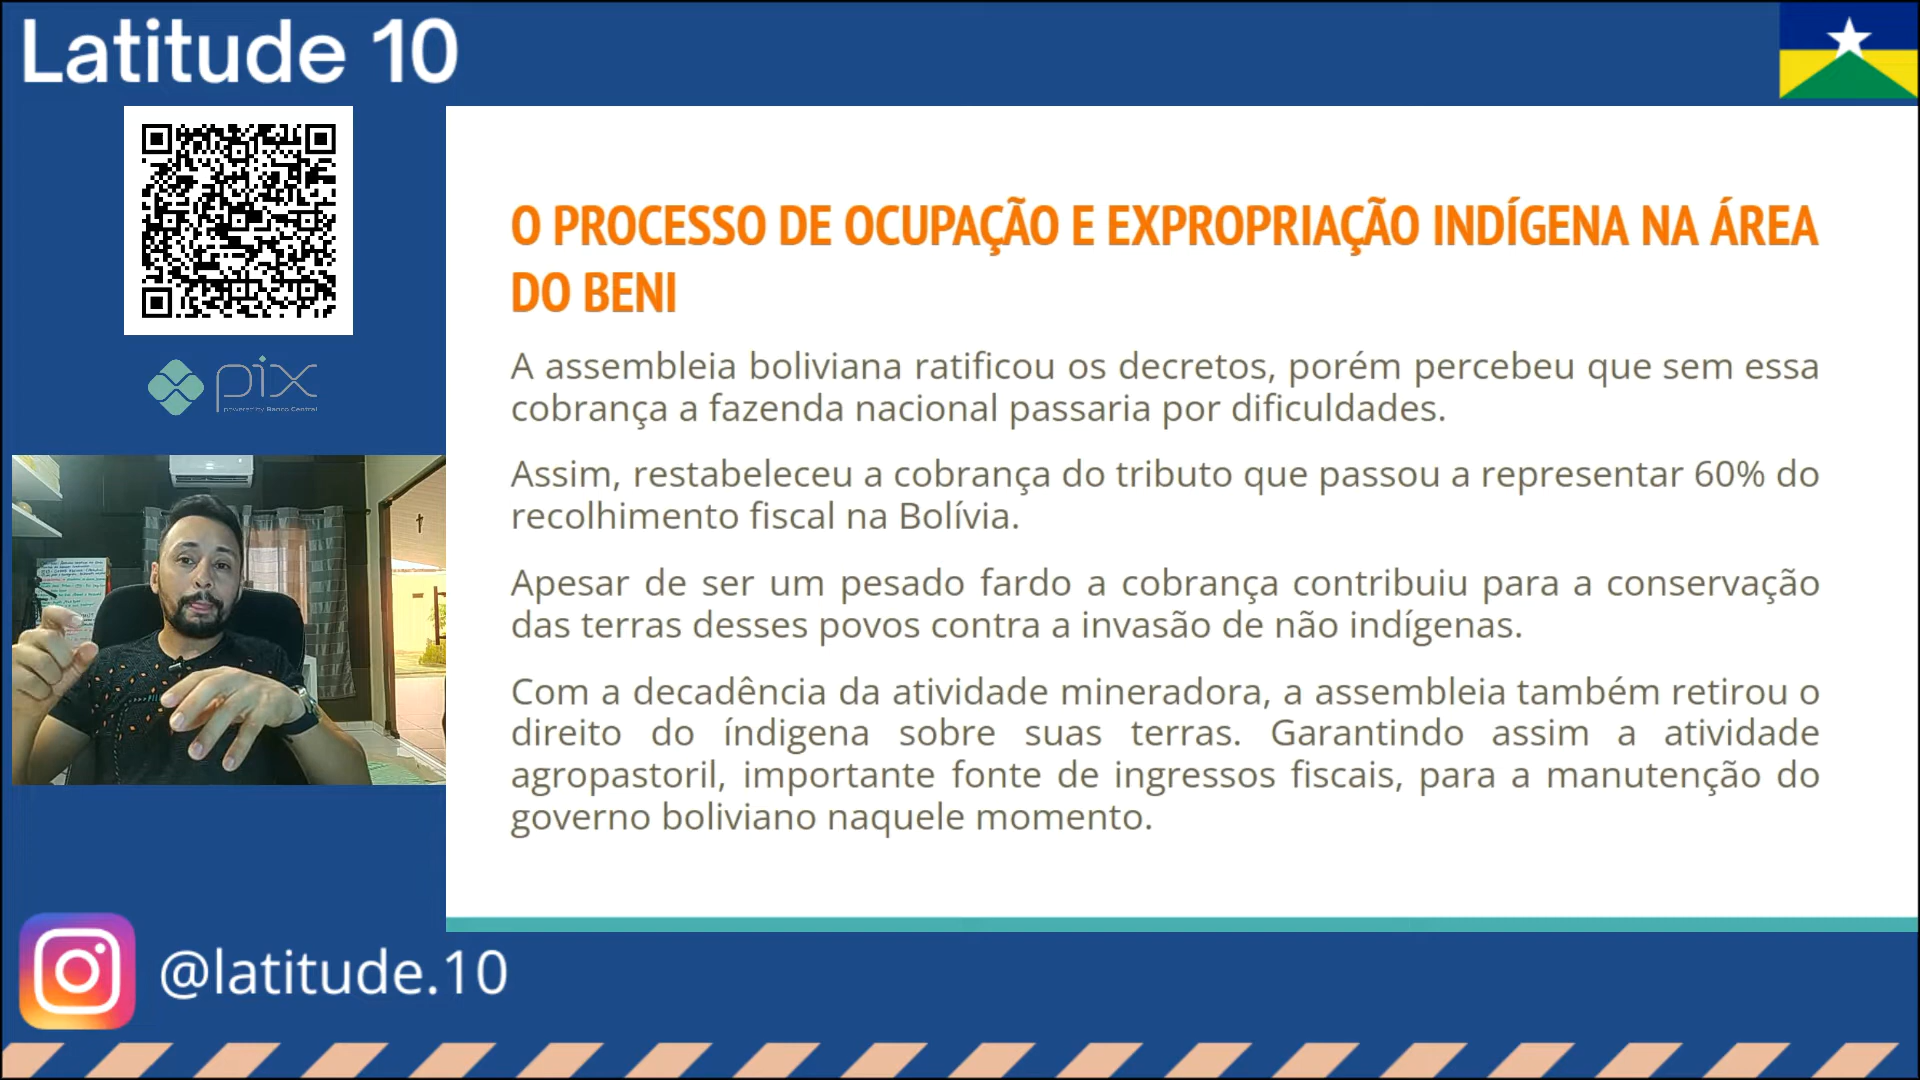 Latitude 10
pix
powered by Banco Central
O PROCESSO DE OCUPAÇÃO E EXPROPRIAÇÃO INDÍGENA NA ÁREA
DO BENI
A assembleia boliviana ratificou os decretos, porém percebeu que sem essa
cobrança a fazenda nacional passaria por dificuldades.
Assim, restabeleceu a cobrança do tributo que passou a representar 60% do
recolhimento fiscal na Bolívia.
Apesar de ser um pesado fardo a cobrança contribuiu para a conservação
das terras desses povos contra a invasão de não indígenas.
Com a decadência da atividade mineradora, a assembleia também retirou o
direito do índigena sobre suas terras. Garantindo assim a atividade
agropastoril, importante fonte de ingressos fiscais, para a manutenção do
governo boliviano naquele momento.
@latitude.10